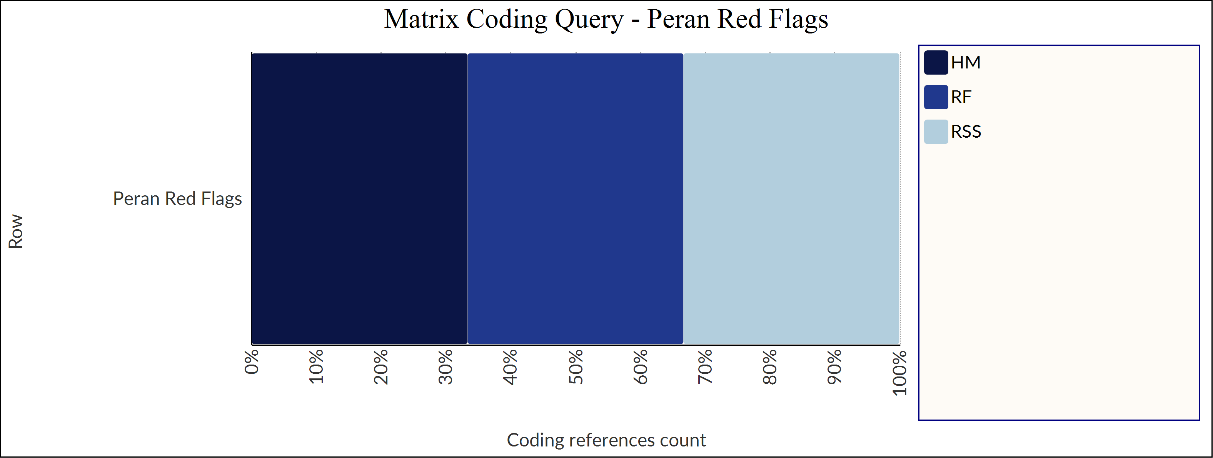 Matrix Coding Query - Peran Red Flags
HM
RF
RSS
Peran Red Flags
Row
0%
10%
20%
30%
40%
50%
60%
70%
80%
90%
100%
Coding references count